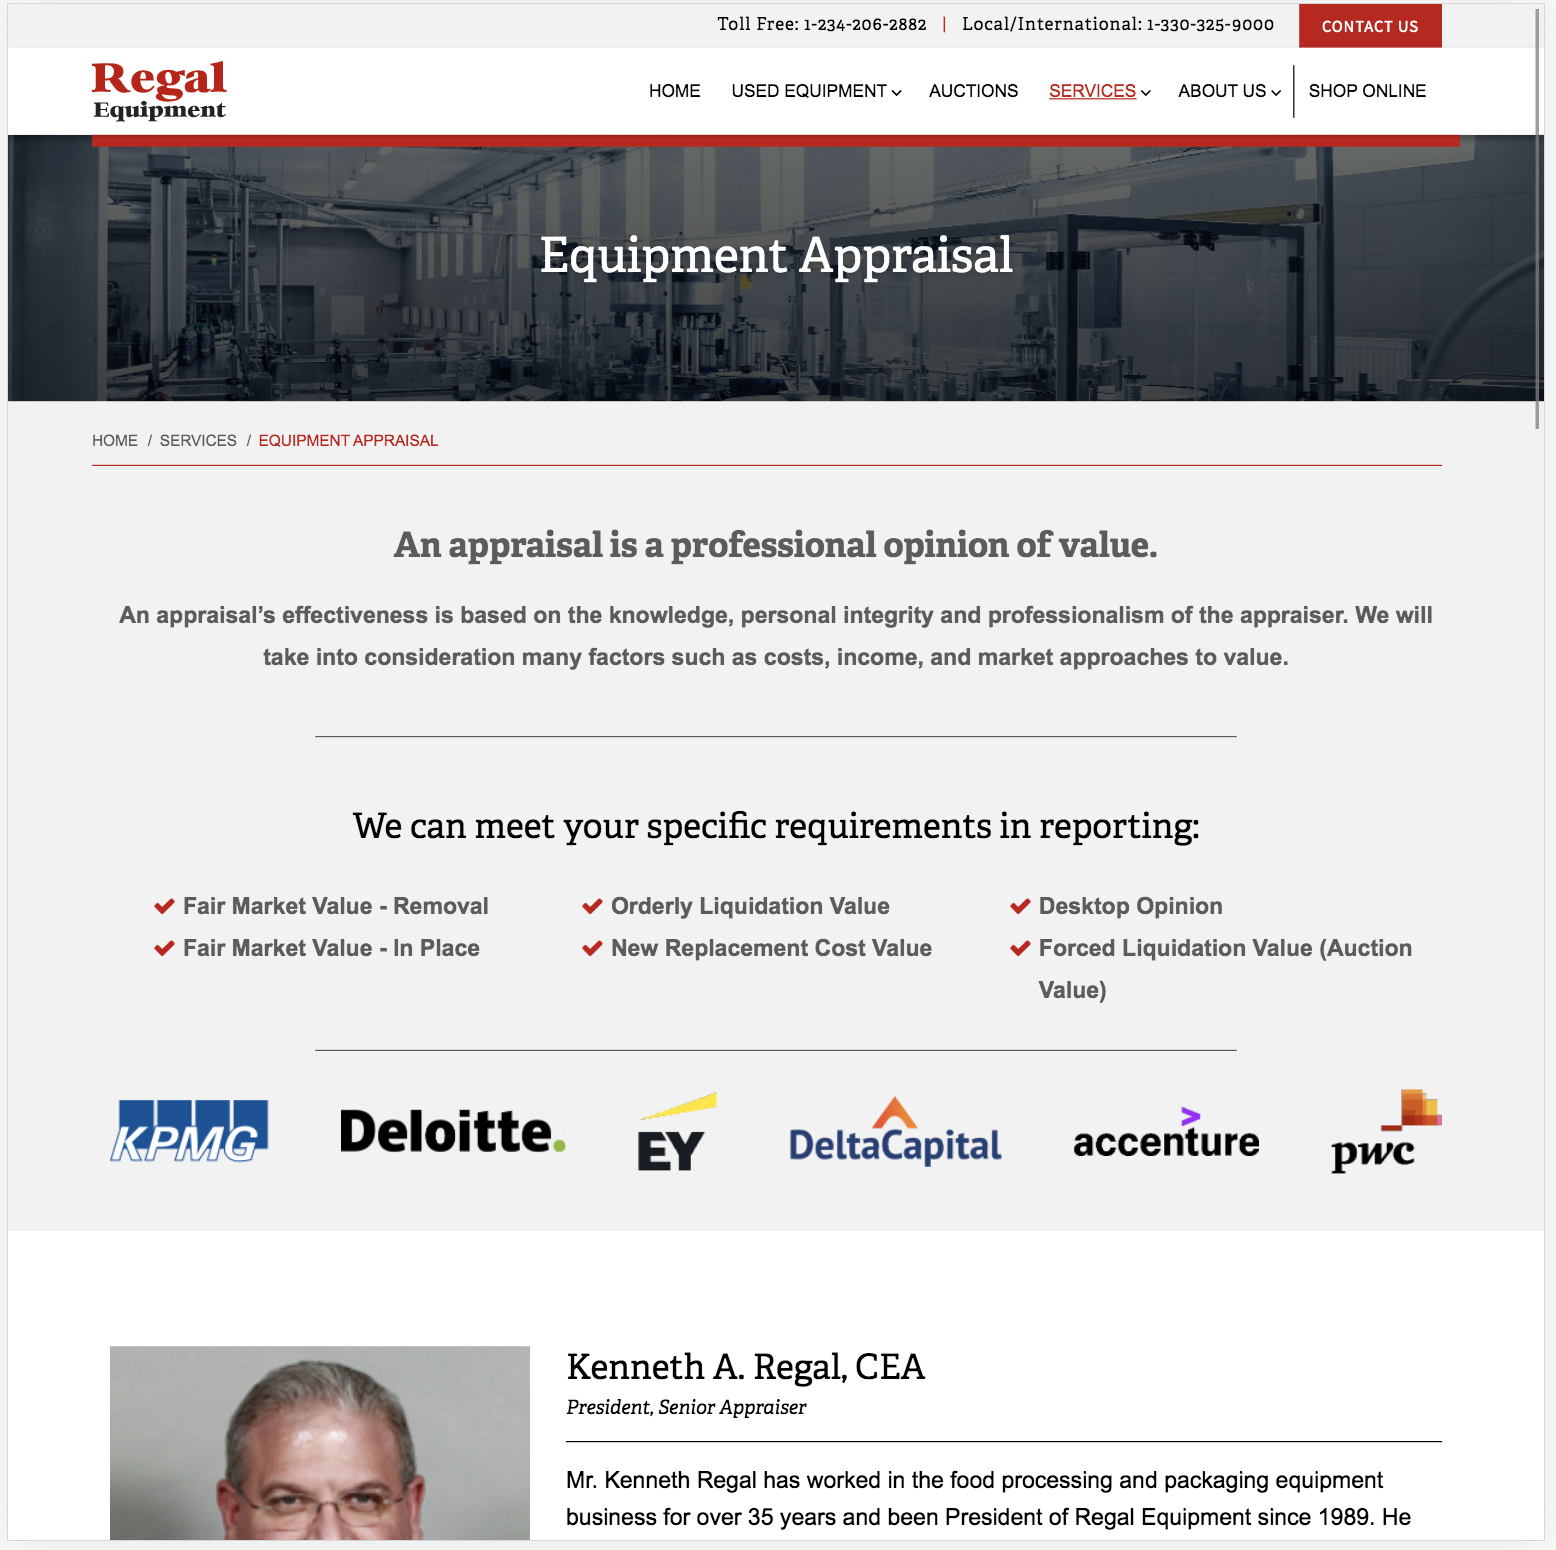 Toll Free: 1-234-206-2882 | Local/International: 1-330-325-9000 CONTACT US
Regal
Equipment
HOME USED EQUIPMENT AUCTIONS SERVICES ABOUT US SHOP ONLINE
Equipment Appraisal
HOME / SERVICES / EQUIPMENT APPRAISAL
An appraisal is a professional opinion of value.
An appraisal’s effectiveness is based on the knowledge, personal integrity and professionalism of the appraiser. We will
take into consideration many factors such as costs, income, and market approaches to value.
We can meet your specific requirements in reporting:
Fair Market Value - Removal
Fair Market Value - In Place
Orderly Liquidation Value
New Replacement Cost Value
Desktop Opinion
Forced Liquidation Value (Auction
Value)
KPMG Deloitte. EY DeltaCapital accenture pwc
Kenneth A. Regal, CEA
President, Senior Appraiser
Mr. Kenneth Regal has worked in the food processing and packaging equipment
business for over 35 years and been President of Regal Equipment since 1989. He